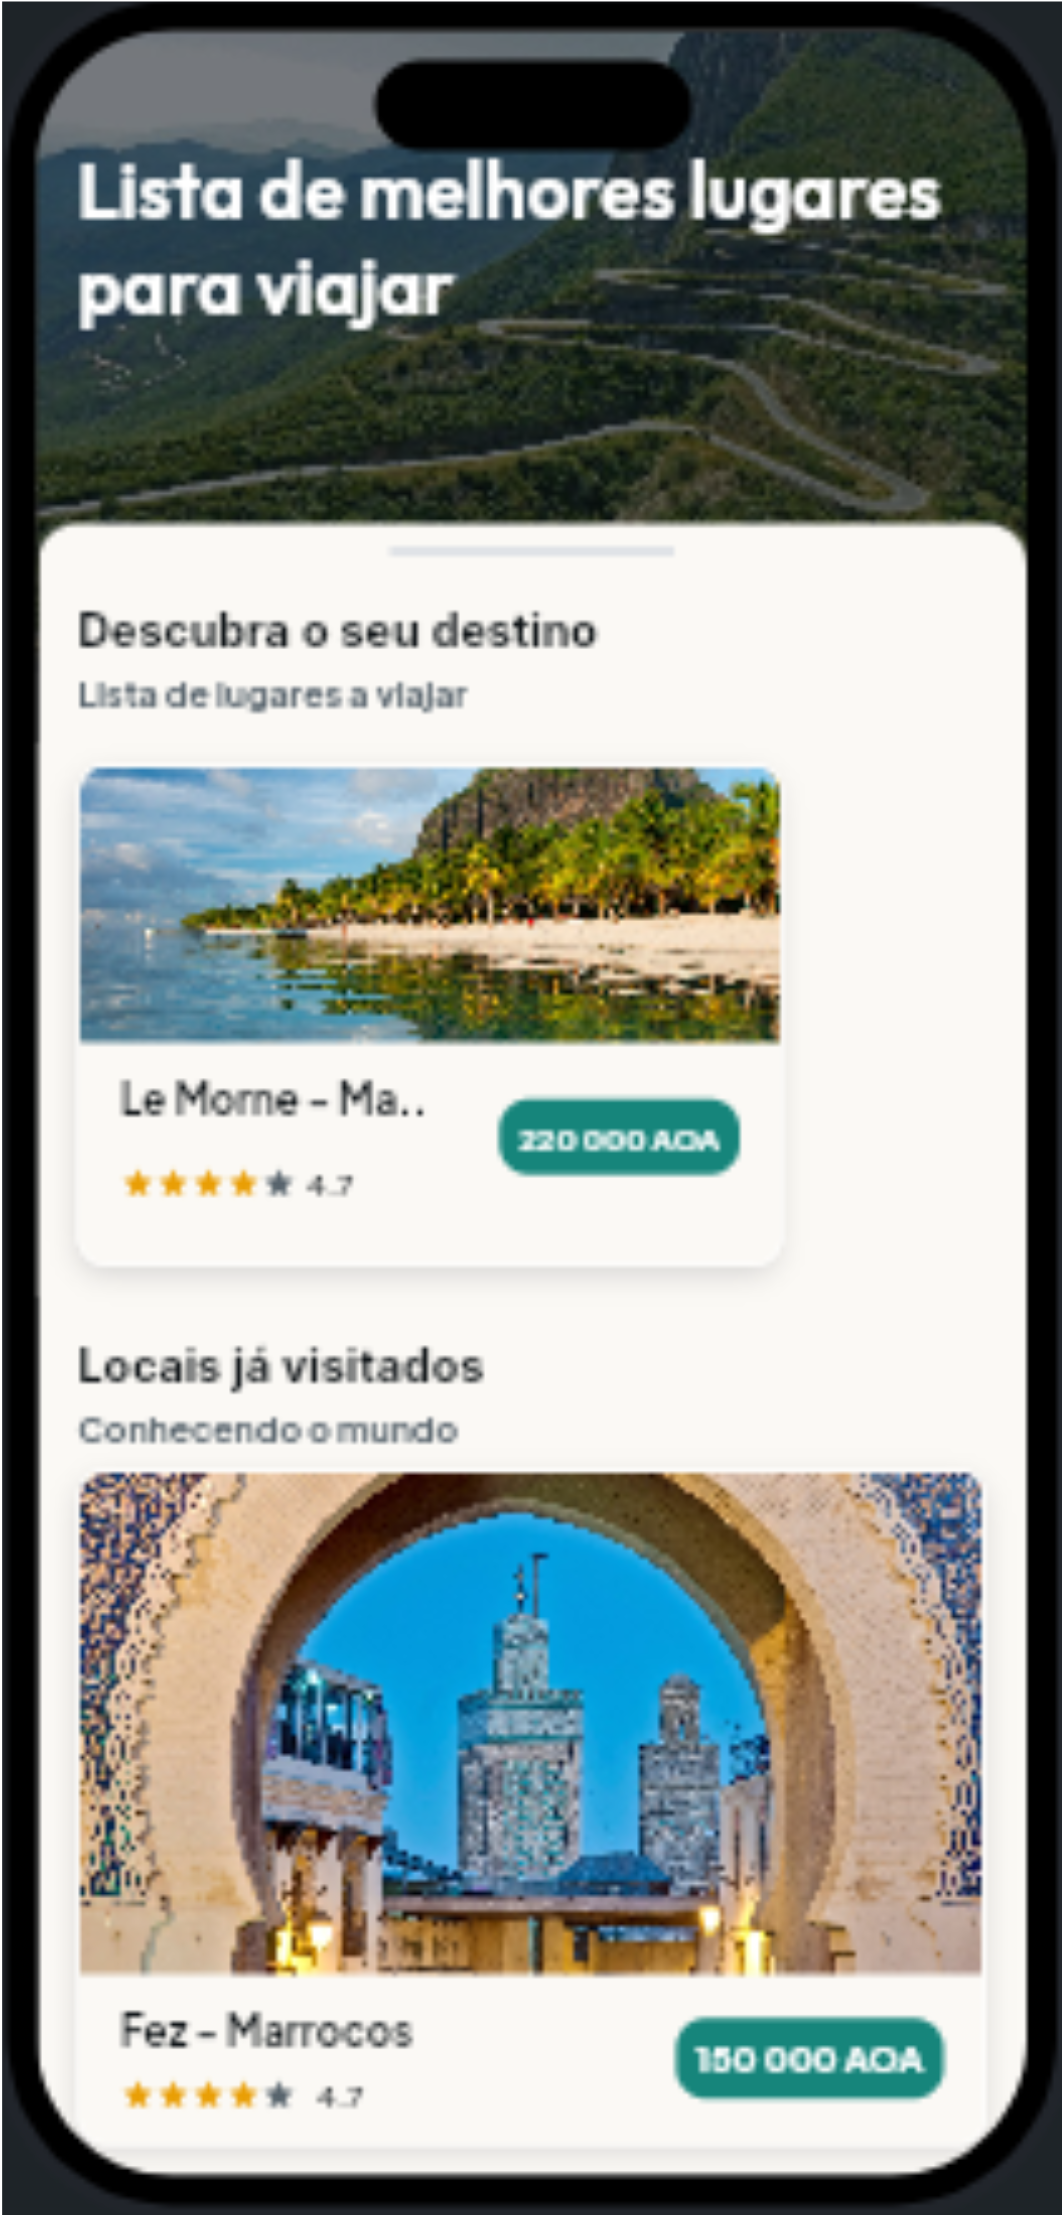 Lista de melhores lugares
para viajar
Descubra o seu destino
Lista de lugares a viajar
Le Morne - Ma..
220 000 AOA
4.7
Locais já visitados
Conhecendo o mundo
Fez - Marrocos
150 000 AOA
4.7